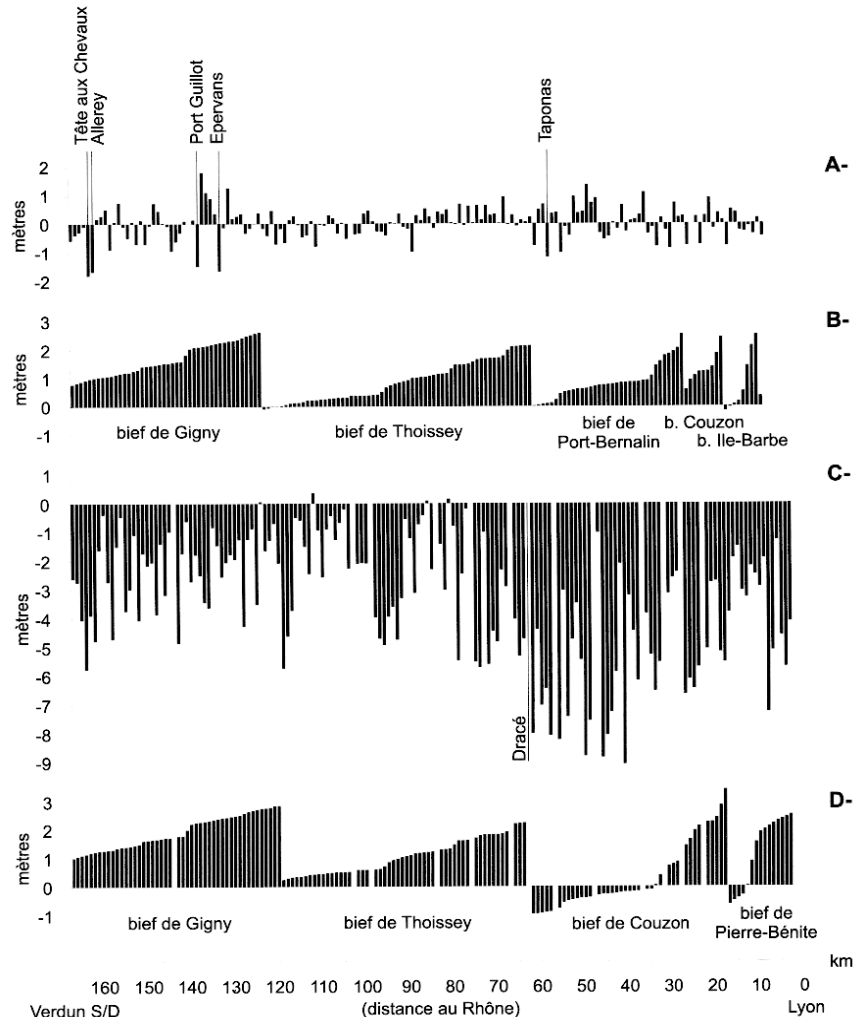 Tête aux Chevaux
Allerey
Port Guillot
Epervans
Taponas
A-
mètres
2
1
0
-1
-2
B-
mètres
3
2
1
0
-1
bief de Gigny
bief de Thoissey
bief de
Port-Bernalin
b. Couzon
b. Ile-Barbe
C-
mètres
1
0
-1
-2
-3
-4
-5
-6
-7
-8
-9
Dracé
D-
mètres
3
2
1
0
-1
bief de Gigny
bief de Thoissey
bief de Couzon
bief de
Pierre-Bénite
km
160 150 140 130 120 110 100 90 80 70 60 50 40 30 20 10 0
Verdun S/D (distance au Rhône) Lyon